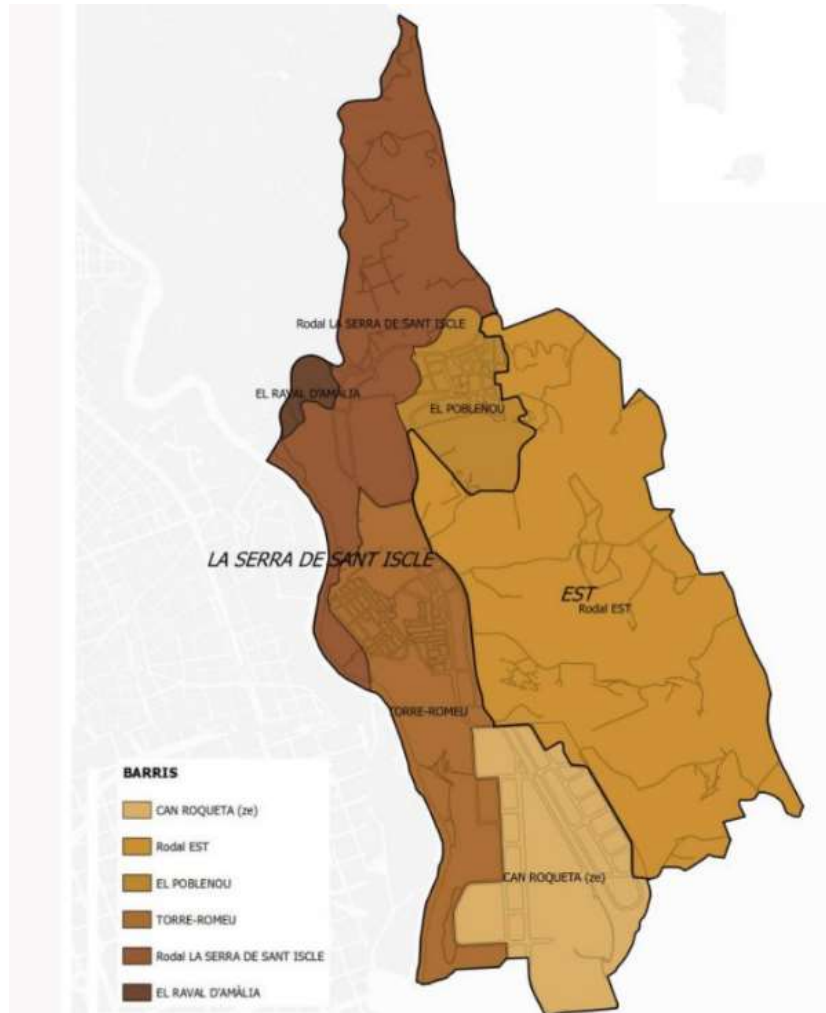 Rodal LA SERRA DE SANT ISCLE
EL RAVAL D'AMÀLIA
EL POBLENOU
LA SERRA DE SANT ISCLE
EST
Rodal EST
TORRE-ROMEU
CAN ROQUETA (ze)
BARRIS
CAN ROQUETA (ze)
Rodal EST
EL POBLENOU
TORRE-ROMEU
Rodal LA SERRA DE SANT ISCLE
EL RAVAL D'AMÀLIA